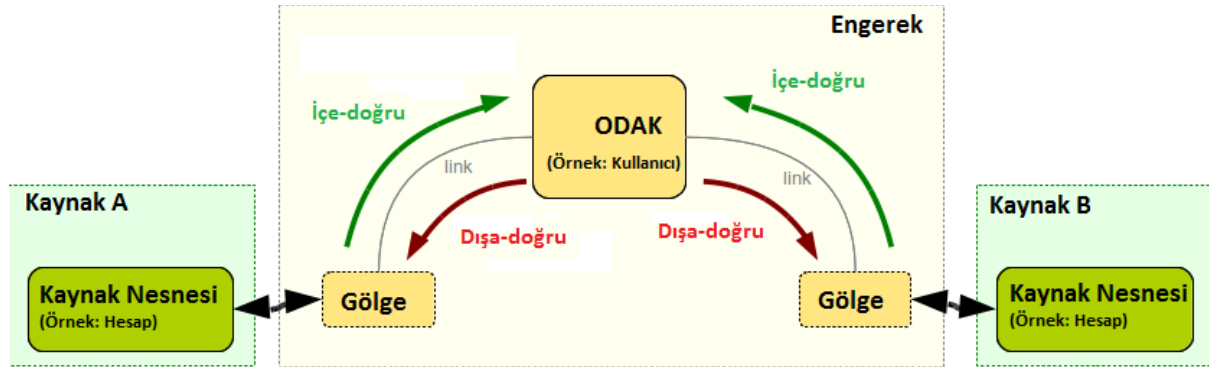 Engerek
İçe-doğru
İçe-doğru
ODAK
(Örnek: Kullanıcı)
link
link
Kaynak A
Kaynak B
Dışa-doğru
Dışa-doğru
Kaynak Nesnesi
(Örnek: Hesap)
Gölge
Gölge
Kaynak Nesnesi
(Örnek: Hesap)